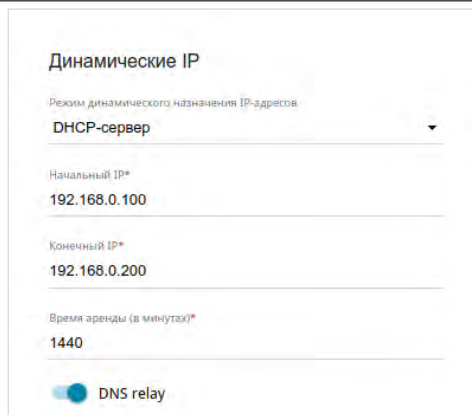 Динамические IP
Режим динамического назначения IP-адресов
DHCP-сервер
Начальный IP*
192.168.0.100
Конечный IP*
192.168.0.200
Время аренды (в минутах)*
1440
DNS relay